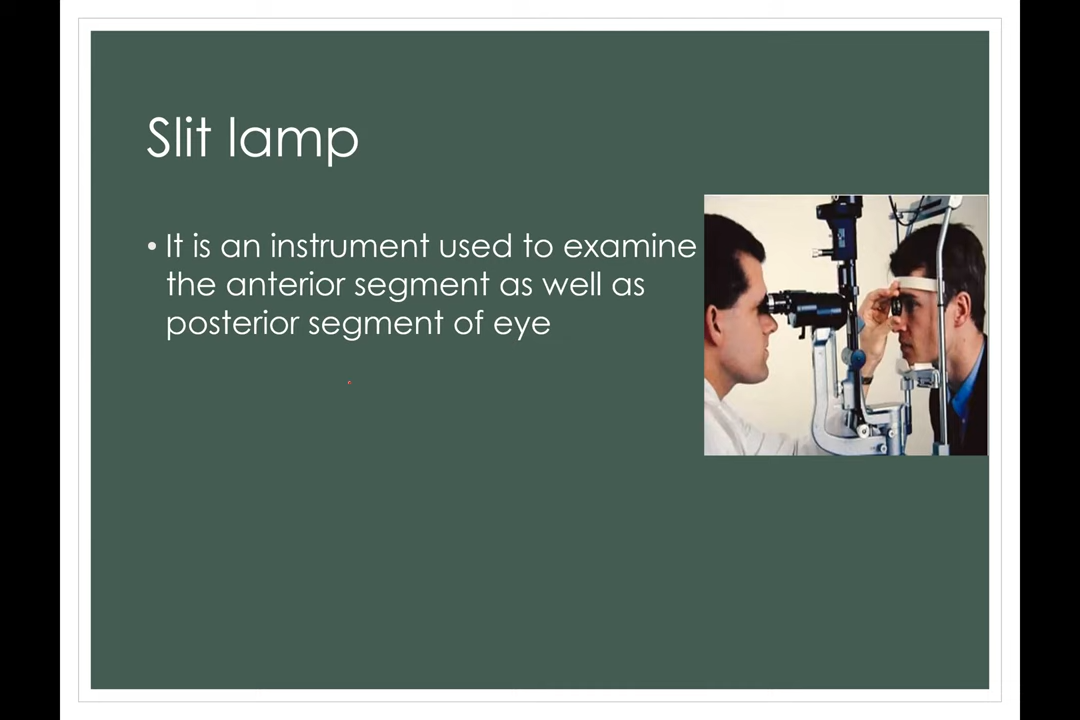 Slit lamp
• It is an instrument used to examine
the anterior segment as well as
posterior segment of eye